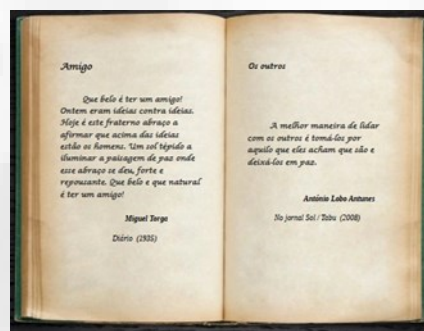 Amigo
Que belo é ter um amigo!
Ontem eram ideias contra ideias.
Hoje é este fraterno abraço a
afirmar que acima das ideias
estão os homens. Um sol tépido a
iluminar a paisagem de paz onde
esse abraço se deu, forte e
repousante. Que belo e que natural
é ter um amigo!
Miguel Torga
Diário (1935)
Os outros
A melhor maneira de lidar
com os outros é tomá-los por
aquilo que eles acham que são e
deixá-los em paz.
António Lobo Antunes
No jornal Sol / Tabu (2008)